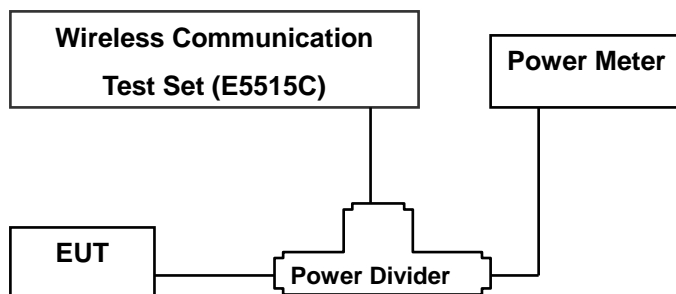 Wireless Communication
Test Set (E5515C)
Power Meter
EUT
Power Divider